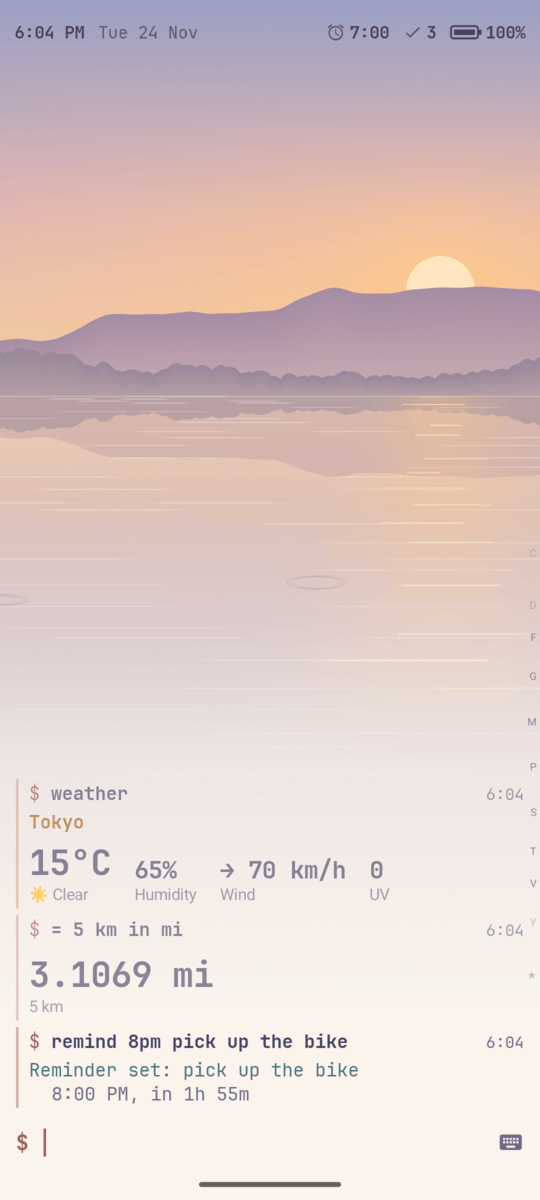 6:04 PM Tue 24 Nov 7:00 3 100%
C
D
F
G
M
P
$ weather 6:04
S
Tokyo
T
15°C 65% → 70 km/h 0
V
☀️ Clear Humidity Wind UV
Y
$ = 5 km in mi 6:04
3.1069 mi
★
5 km
$ remind 8pm pick up the bike 6:04
Reminder set: pick up the bike
8:00 PM, in 1h 55m
$